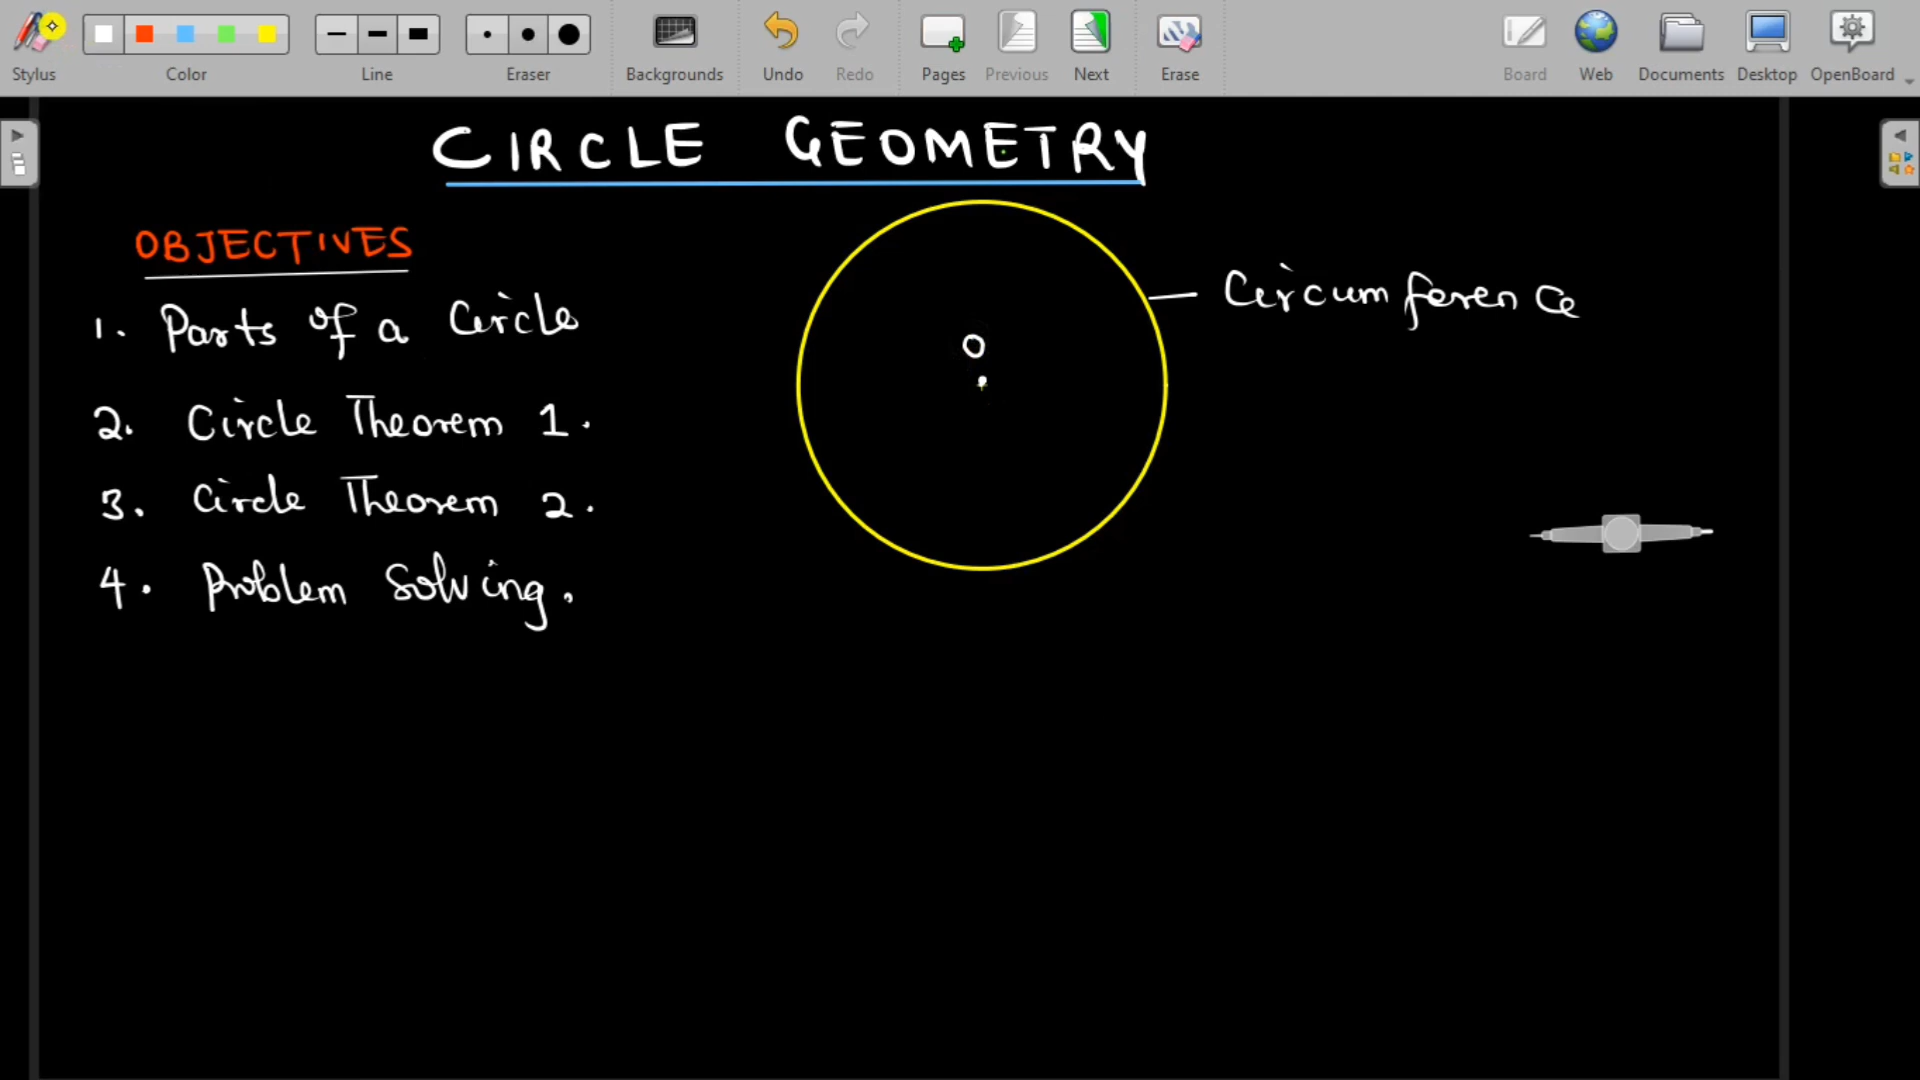 Stylus Color Line Eraser Backgrounds Undo Redo Pages Previous Next Erase Board Web Documents Desktop OpenBoard
CIRCLE GEOMETRY
OBJECTIVES
1. Parts of a Circle
2. Circle Theorem 1.
3. Circle Theorem 2.
4. Problem Solving.
Circumference
O